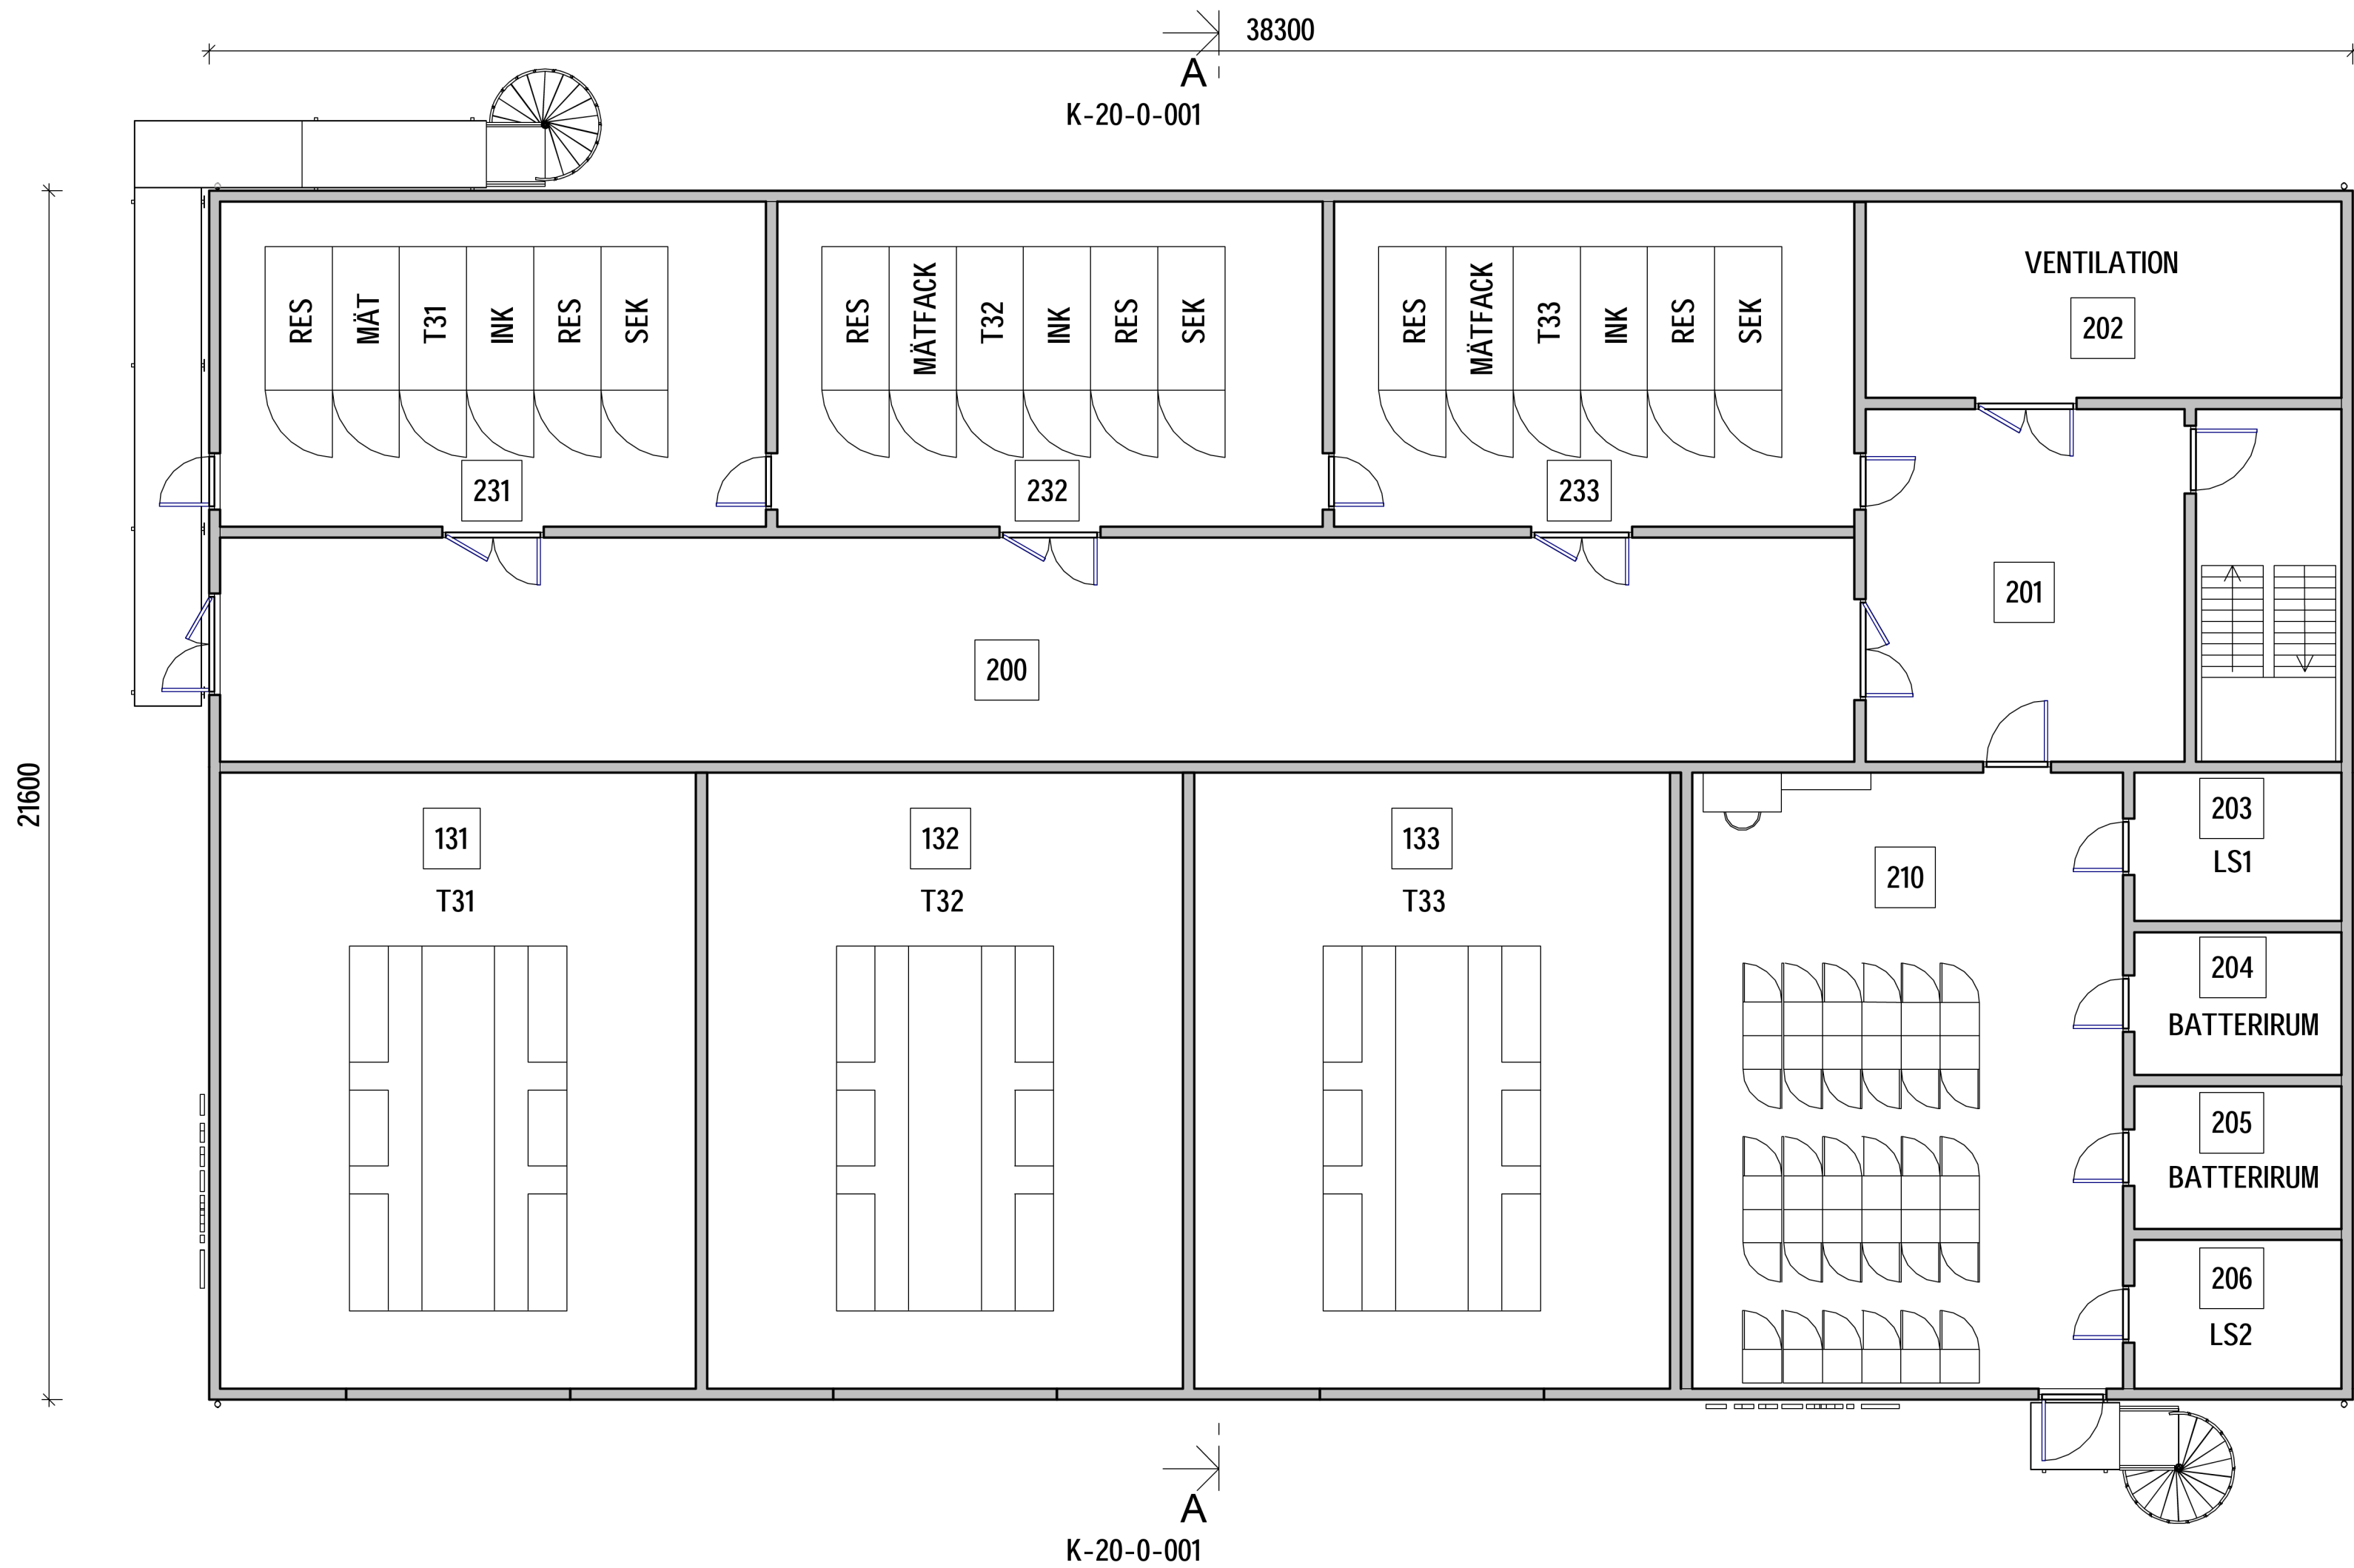 38300
A
K-20-0-001
RES
MÄT
T31
INK
RES
SEK
231
RES
MÄTFACK
T32
INK
RES
SEK
232
RES
MÄTFACK
T33
INK
RES
SEK
233
VENTILATION
202
201
200
21600
131
T31
132
T32
133
T33
210
203
LS1
204
BATTERIRUM
205
BATTERIRUM
206
LS2
A
K-20-0-001